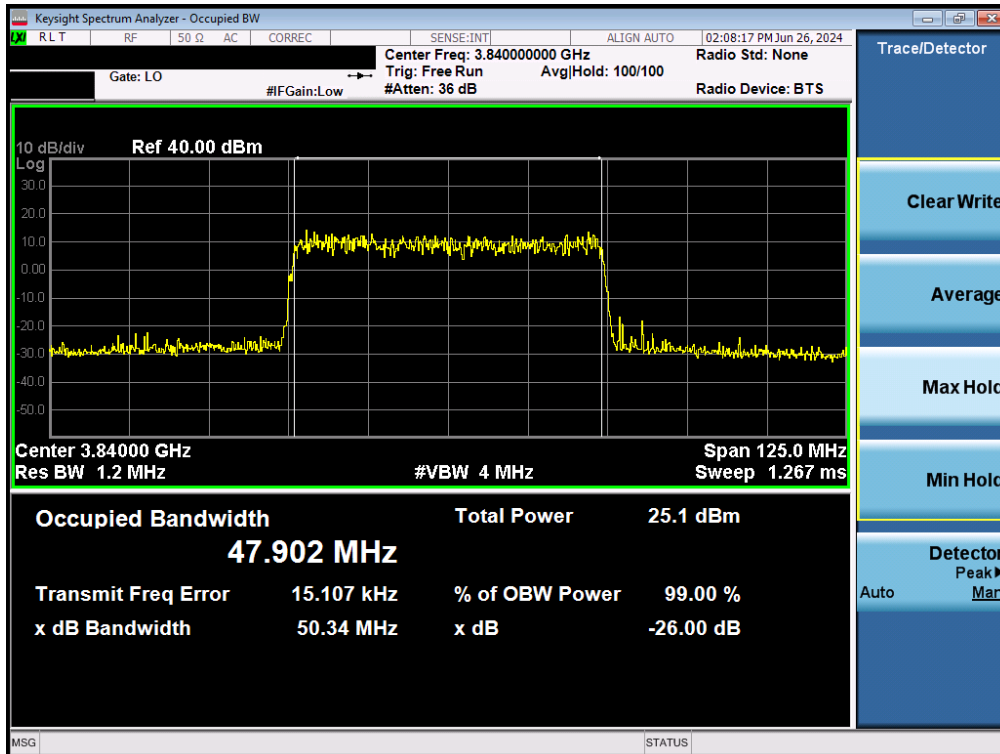 Keysight Spectrum Analyzer - Occupied BW
LXI RLT RF 50 Ω AC CORREC SENSE:INT ALIGN AUTO 02:08:17 PM Jun 26, 2024
Center Freq: 3.840000000 GHz Radio Std: None
Gate: LO Trig: Free Run Avg|Hold: 100/100
#IFGain:Low #Atten: 36 dB Radio Device: BTS
10 dB/div Ref 40.00 dBm
Log
30.0
20.0
10.0
0.00
-10.0
-20.0
-30.0
-40.0
-50.0
Center 3.84000 GHz Span 125.0 MHz
Res BW 1.2 MHz #VBW 4 MHz Sweep 1.267 ms
Occupied Bandwidth Total Power 25.1 dBm
47.902 MHz
Transmit Freq Error 15.107 kHz % of OBW Power 99.00 %
x dB Bandwidth 50.34 MHz x dB -26.00 dB
MSG STATUS
Trace/Detector
Clear Write
Average
Max Hold
Min Hold
Detector
Peak
Auto Man